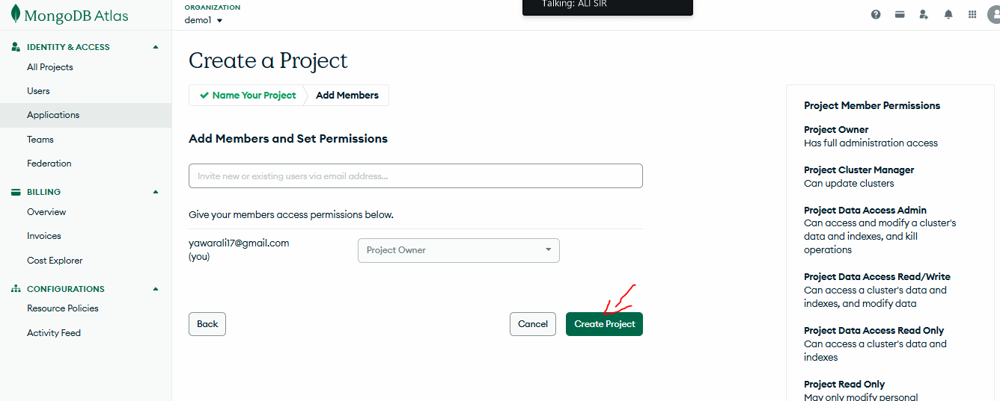 MongoDB Atlas
ORGANIZATION
demo1
Talking: ALI SIR
IDENTITY & ACCESS
All Projects
Users
Applications
Teams
Federation
BILLING
Overview
Invoices
Cost Explorer
CONFIGURATIONS
Resource Policies
Activity Feed
Create a Project
Name Your Project
Add Members
Add Members and Set Permissions
Invite new or existing users via email address...
Give your members access permissions below.
yawarali17@gmail.com
(you)
Project Owner
Back
Cancel
Create Project
Project Member Permissions
Project Owner
Has full administration access
Project Cluster Manager
Can update clusters
Project Data Access Admin
Can access and modify a cluster's
data and indexes, and kill
operations
Project Data Access Read/Write
Can access a cluster's data and
indexes, and modify data
Project Data Access Read Only
Can access a cluster's data and
indexes
Project Read Only
May only modify personal